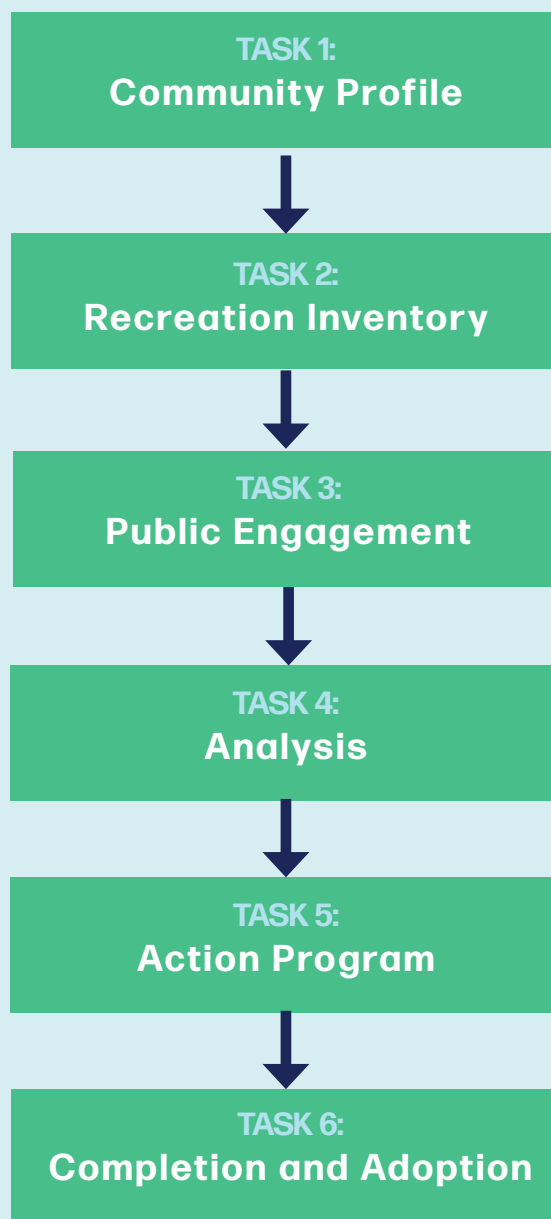 TASK 1:
Community Profile
TASK 2:
Recreation Inventory
TASK 3:
Public Engagement
TASK 4:
Analysis
TASK 5:
Action Program
TASK 6:
Completion and Adoption